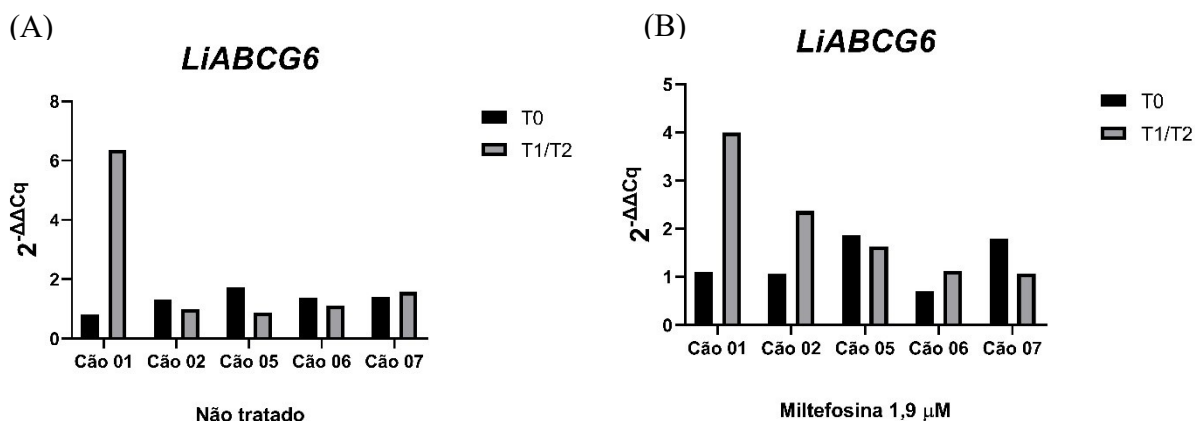 (A)
LiABCG6
T0
T1/T2
8
6
4
2
0
2^-ΔΔCq
Cão 01 Cão 02 Cão 05 Cão 06 Cão 07
Não tratado
(B)
LiABCG6
T0
T1/T2
5
4
3
2
1
0
2^-ΔΔCq
Cão 01 Cão 02 Cão 05 Cão 06 Cão 07
Miltefosina 1,9 μM